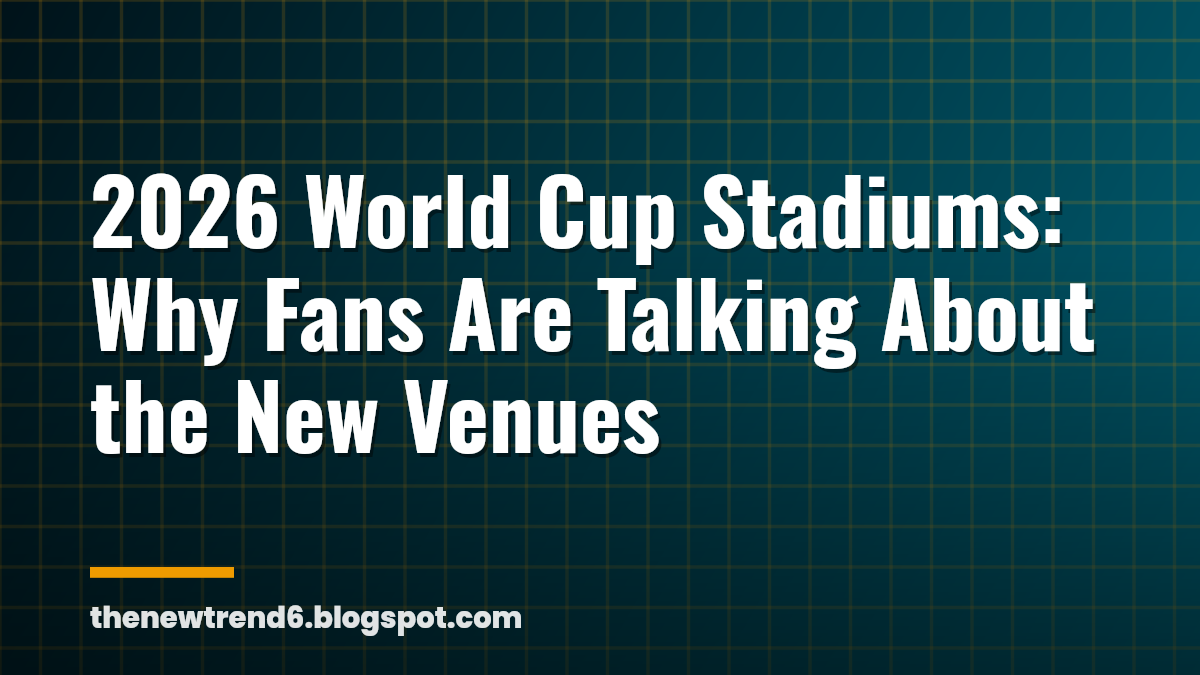 2026 World Cup Stadiums:
Why Fans Are Talking About
the New Venues
thenewtrend6.blogspot.com